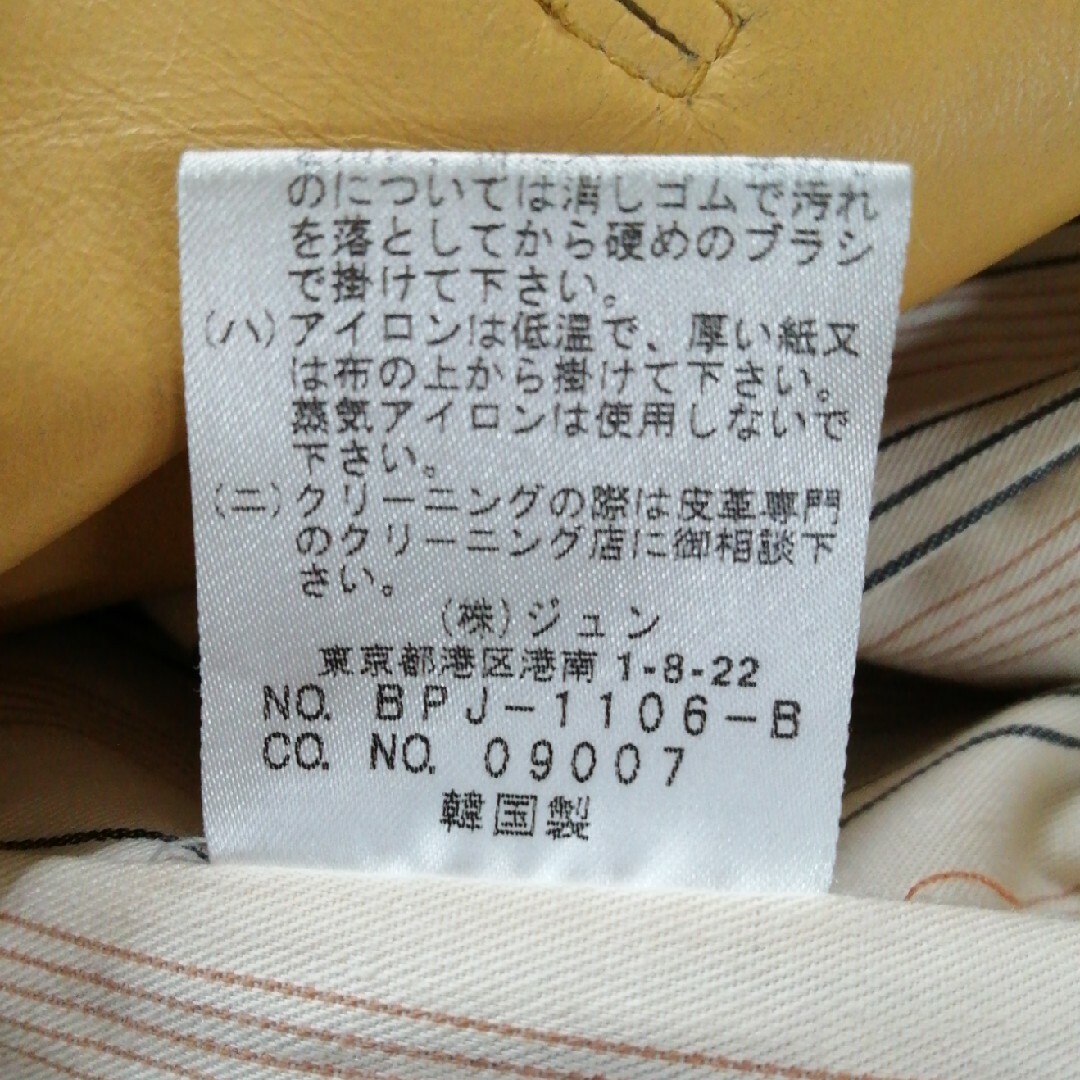 のについては消しゴムで汚れ
を落としてから硬めのブラシ
で掛けて下さい。
(ハ)アイロンは低温で、厚い紙又
は布の上から掛けて下さい。
蒸気アイロンは使用しないで
下さい。
(ニ)クリーニングの際は皮革専門
のクリーニング店に御相談下
さい。
(株)ジュン
東京都港区港南 1-8-22
NO. BPJ-1106-B
CO. NO. 09007
韓国製